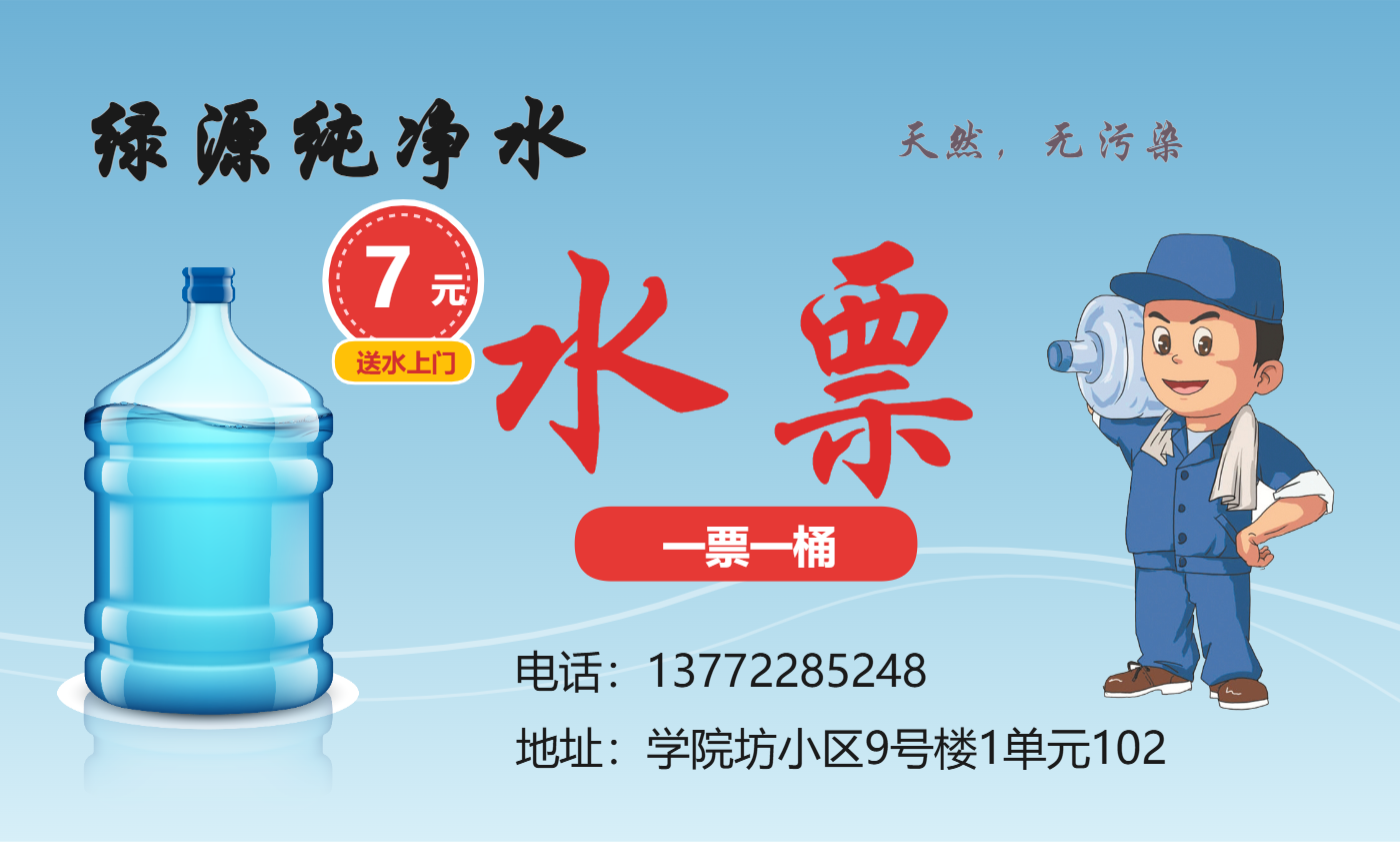 绿源纯净水
天然，无污染
7元
送水上门
水票
一票一桶
电话：13772285248
地址：学院坊小区9号楼1单元102